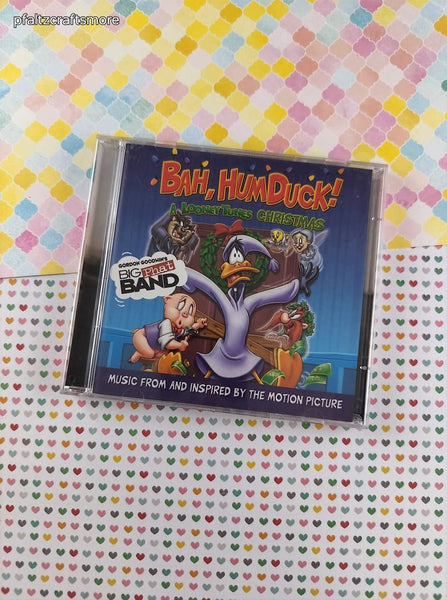 pfaltzcraftsmore
BAH, HUMDUCK!
A LOONEY TUNES CHRISTMAS
GORDON GOODWIN'S
BIG Phat
BAND
MUSIC FROM AND INSPIRED BY THE MOTION PICTURE